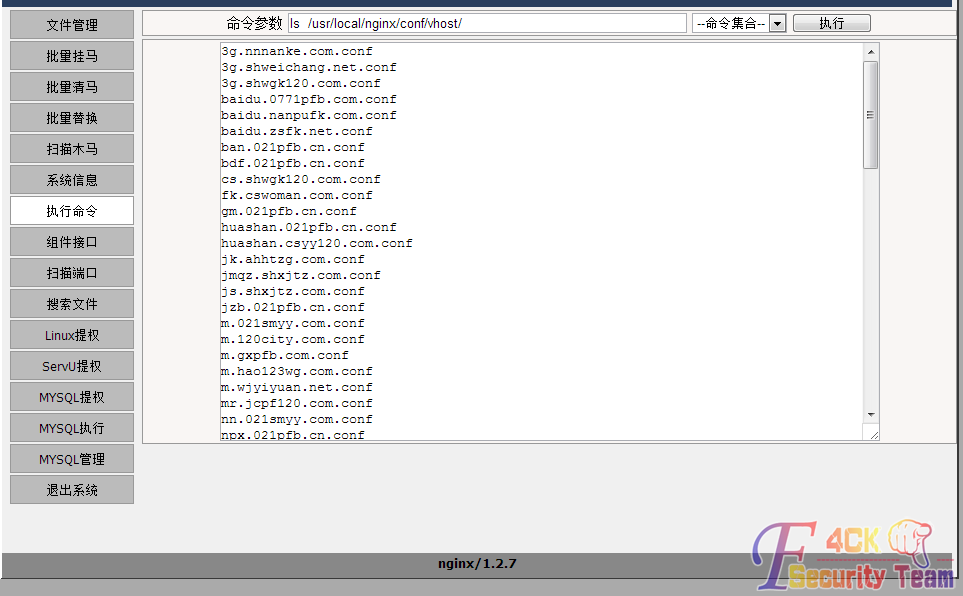 文件管理
批量挂马
批量清马
批量替换
扫描木马
系统信息
执行命令
组件接口
扫描端口
搜索文件
Linux提权
ServU提权
MYSQL提权
MYSQL执行
MYSQL管理
退出系统
命令参数 ls /usr/local/nginx/conf/vhost/ --命令集合-- 执行
3g.nnnanke.com.conf
3g.shweichang.net.conf
3g.shwgk120.com.conf
baidu.0771pfb.com.conf
baidu.nanpufk.com.conf
baidu.zsfk.net.conf
ban.021pfb.cn.conf
bdf.021pfb.cn.conf
cs.shwgk120.com.conf
fk.cswoman.com.conf
gm.021pfb.cn.conf
huashan.021pfb.cn.conf
huashan.csyy120.com.conf
jk.ahhtzg.com.conf
jmqz.shxjtz.com.conf
js.shxjtz.com.conf
jzb.021pfb.cn.conf
m.021smyy.com.conf
m.120city.com.conf
m.gxpfb.com.conf
m.hao123wg.com.conf
m.wjyiyuan.net.conf
mr.jcpf120.com.conf
nn.021smyy.com.conf
npx.021pfb.cn.conf
nginx/1.2.7
F4CK
Security Team